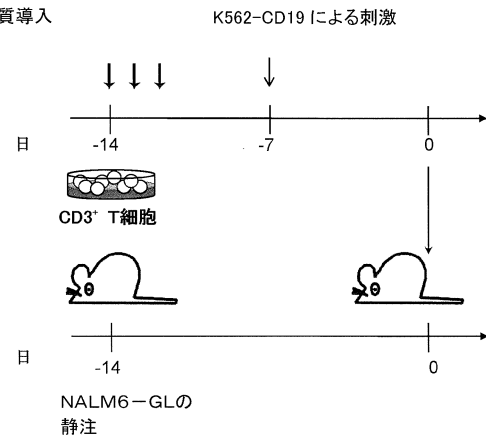 質導入
K562-CD19 による刺激
日
-14
-7
0
CD3⁺ T細胞
日
-14
0
NALM6-GLの
静注